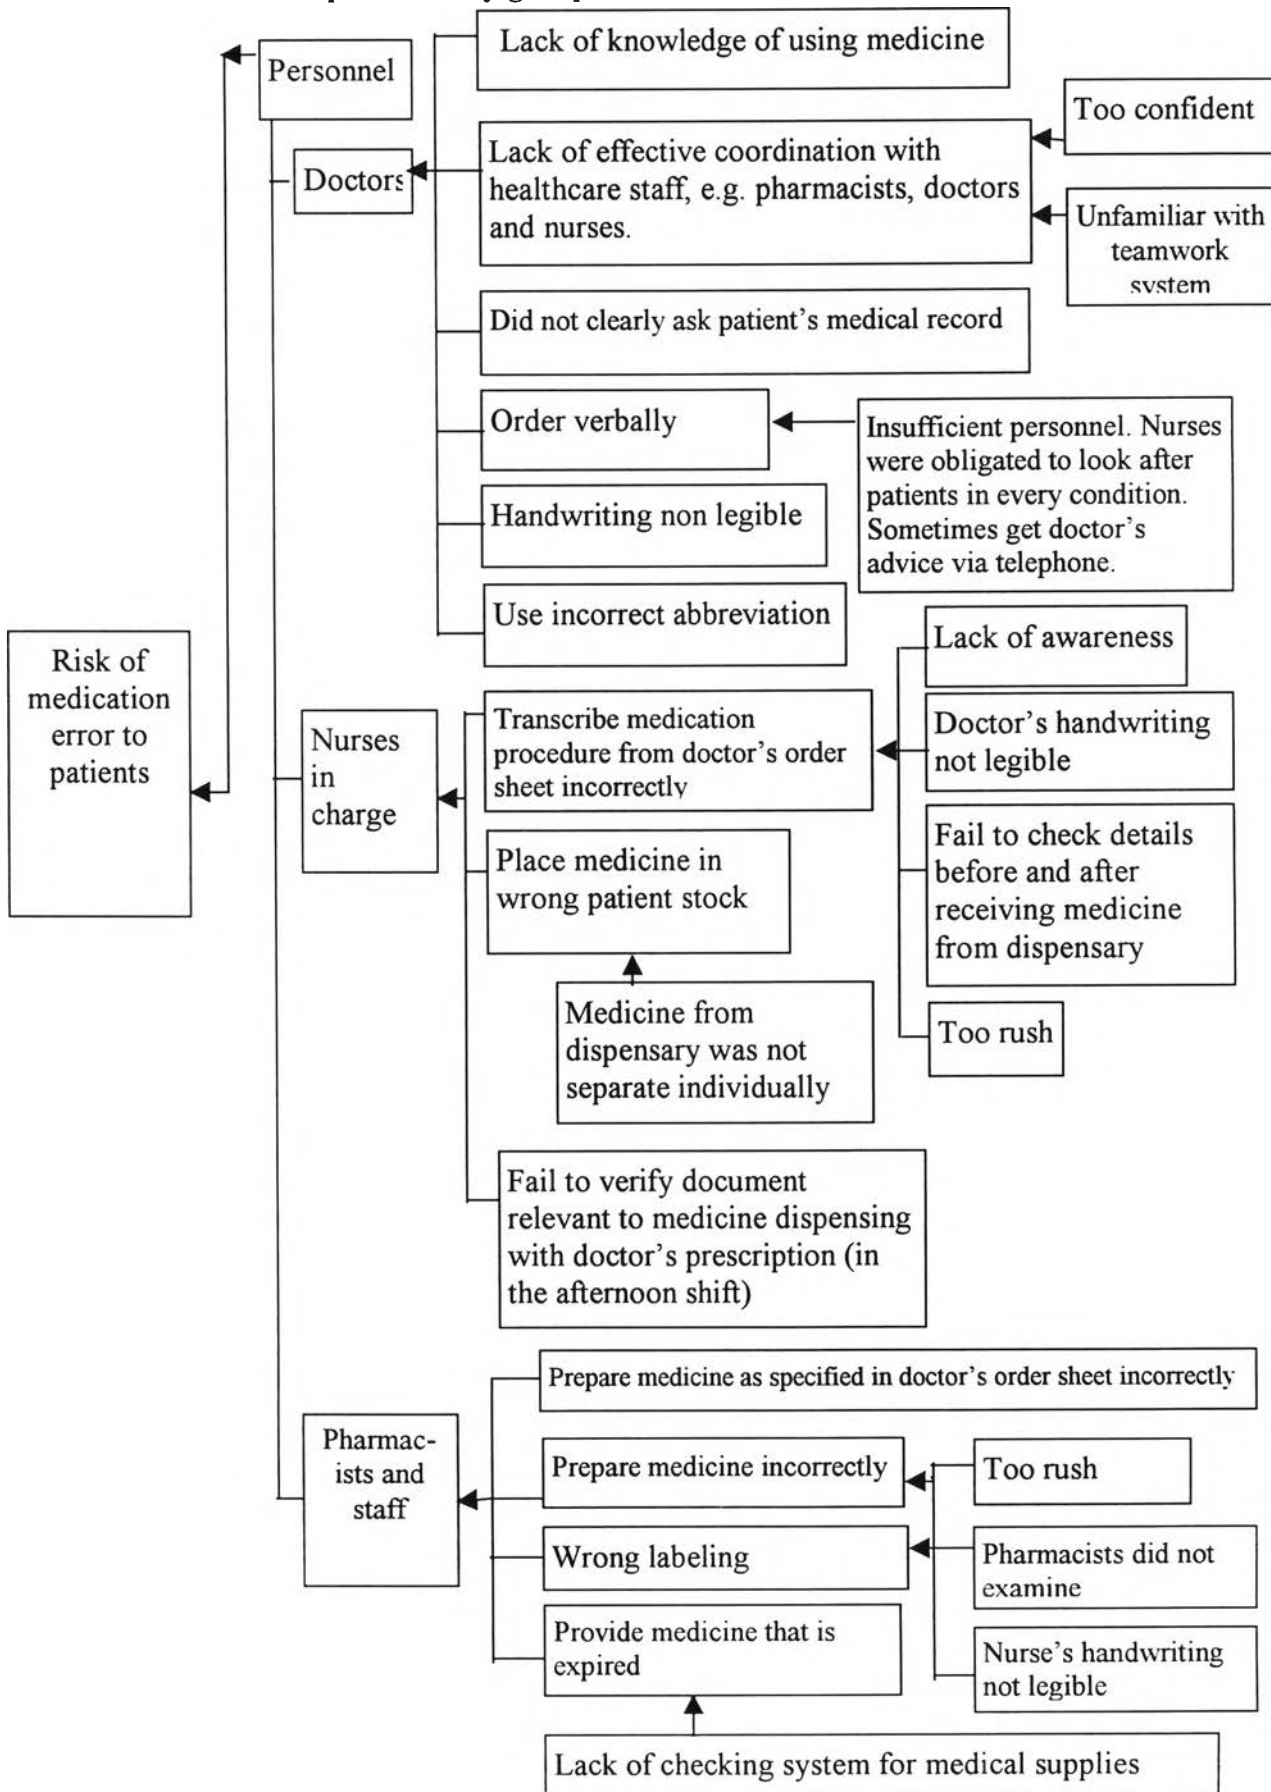 Personnel
Lack of knowledge of using medicine
Too confident
Doctors
Lack of effective coordination with
healthcare staff, e.g. pharmacists, doctors
and nurses.
Unfamiliar with
teamwork
system
Did not clearly ask patient's medical record
Order verbally
Insufficient personnel. Nurses
were obligated to look after
patients in every condition.
Sometimes get doctor's
advice via telephone.
Handwriting non legible
Use incorrect abbreviation
Risk of
medication
error to
patients
Nurses
in
charge
Transcribe medication
procedure from doctor's order
sheet incorrectly
Lack of awareness
Doctor's handwriting
not legible
Fail to check details
before and after
receiving medicine
from dispensary
Too rush
Place medicine in
wrong patient stock
Medicine from
dispensary was not
separate individually
Fail to verify document
relevant to medicine dispensing
with doctor's prescription (in
the afternoon shift)
Pharmac-
ists and
staff
Prepare medicine as specified in doctor's order sheet incorrectly
Prepare medicine incorrectly
Too rush
Wrong labeling
Pharmacists did not
examine
Provide medicine that is
expired
Nurse's handwriting
not legible
Lack of checking system for medical supplies